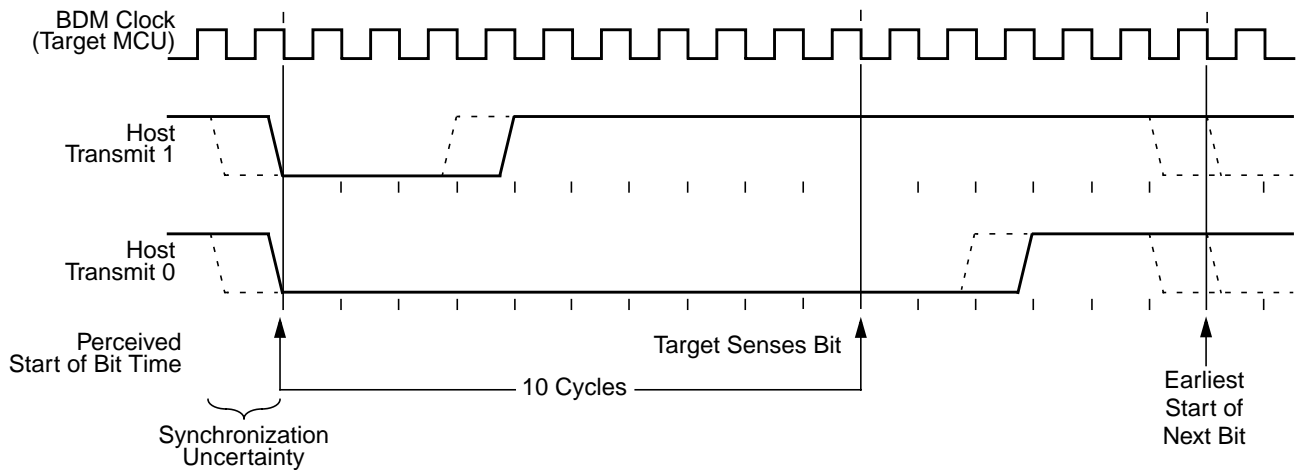 BDM Clock
(Target MCU)
Host
Transmit 1
Host
Transmit 0
Perceived
Start of Bit Time
Target Senses Bit
10 Cycles
Earliest
Start of
Next Bit
Synchronization
Uncertainty